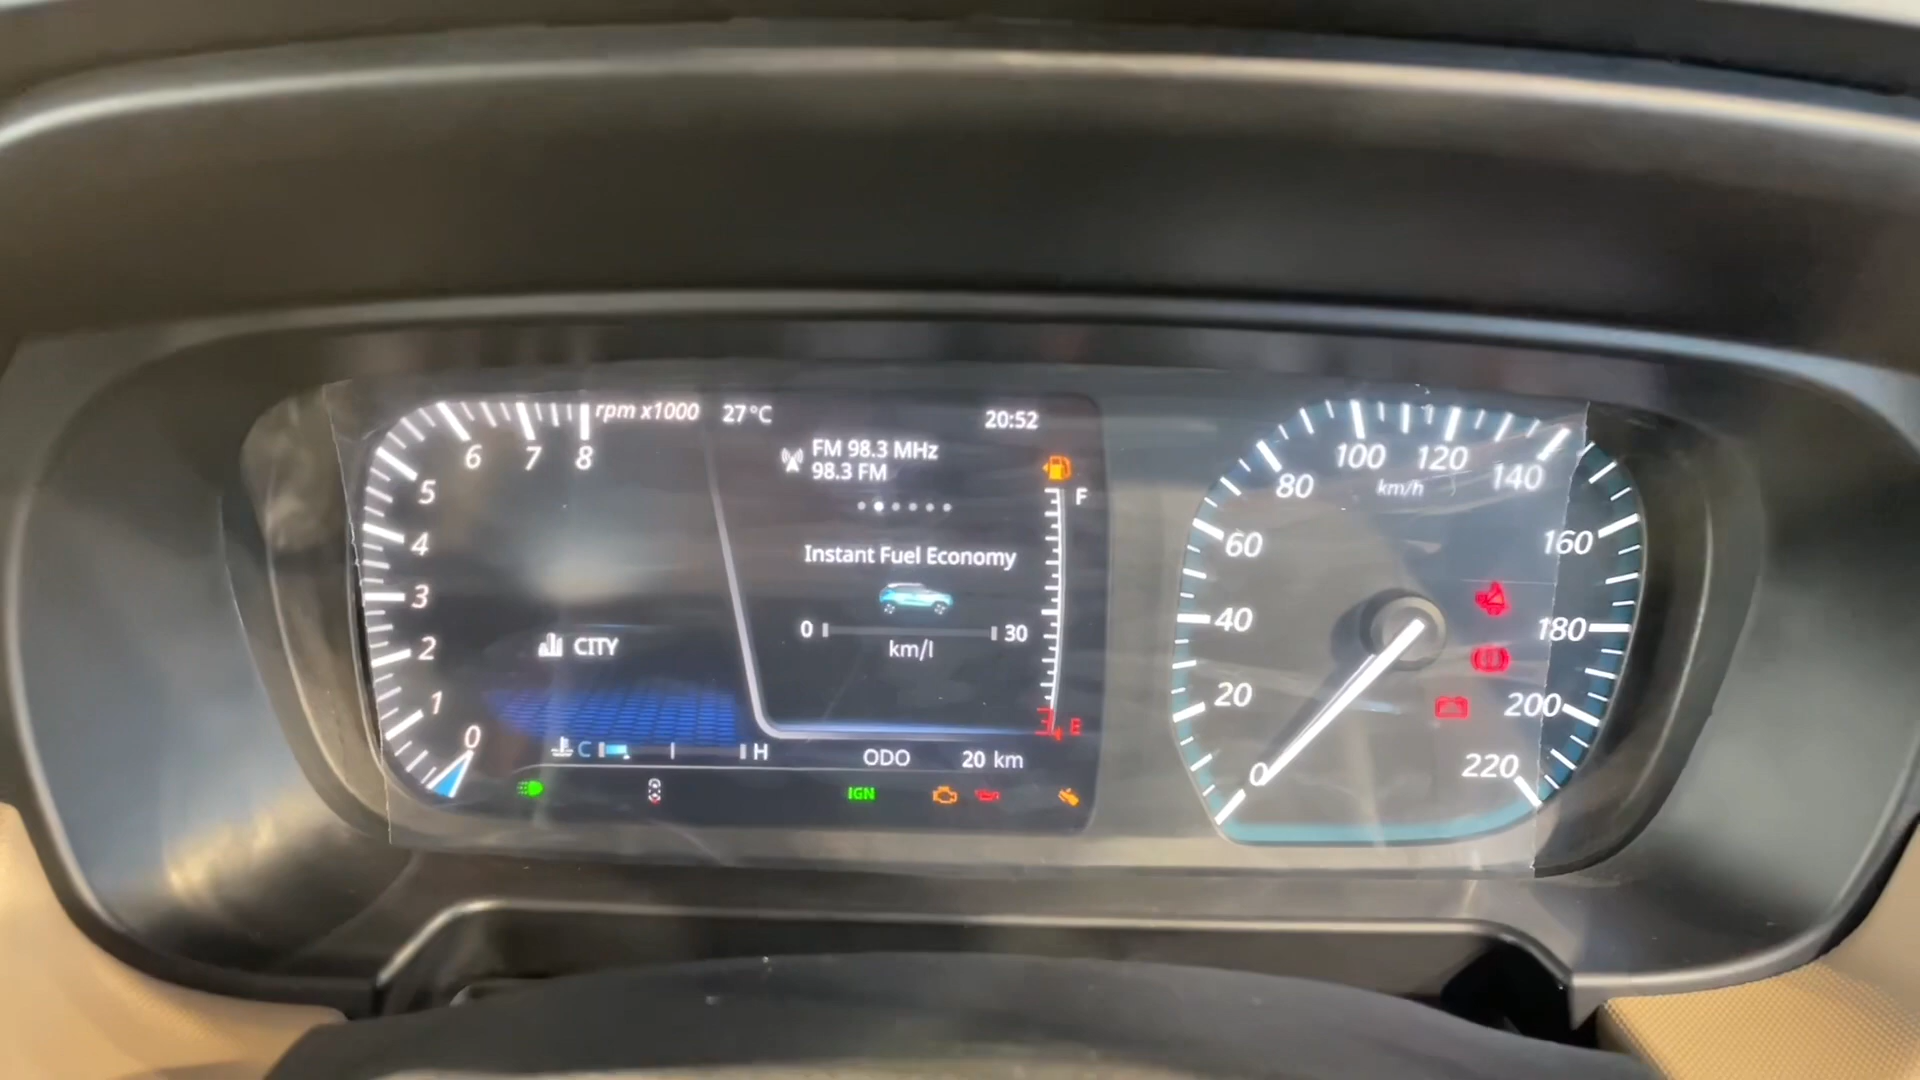 rpm x1000
27°C
20:52
FM 98.3 MHz
98.3 FM
6 7 8
5
4
3
2
1
0
F
Instant Fuel Economy
0 30
km/l
CITY
E
C H
ODO 20 km
IGN
0
20
40
60
80
100
120
140
160
180
200
220
km/h